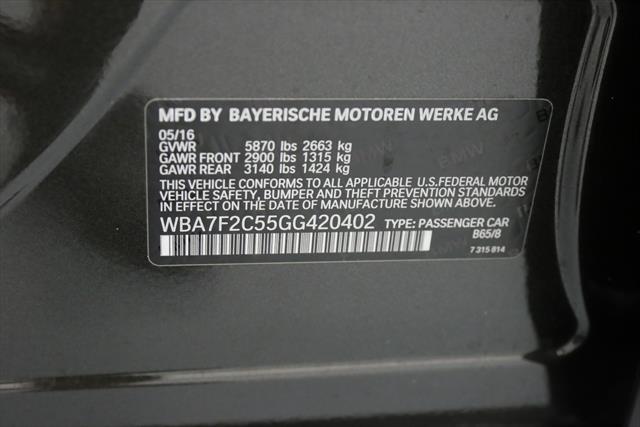 MFD BY BAYERISCHE MOTOREN WERKE AG
05/16
GVWR 5870 lbs 2663 kg
GAWR FRONT 2900 lbs 1315 kg
GAWR REAR 3140 lbs 1424 kg
THIS VEHICLE CONFORMS TO ALL APPLICABLE U.S.FEDERAL MOTOR
VEHICLE SAFETY, BUMPER, AND THEFT PREVENTION STANDARDS
IN EFFECT ON THE DATE OF MANUFACTURE SHOWN ABOVE.
WBA7F2C55GG420402 TYPE: PASSENGER CAR
B65/8
7 315 814